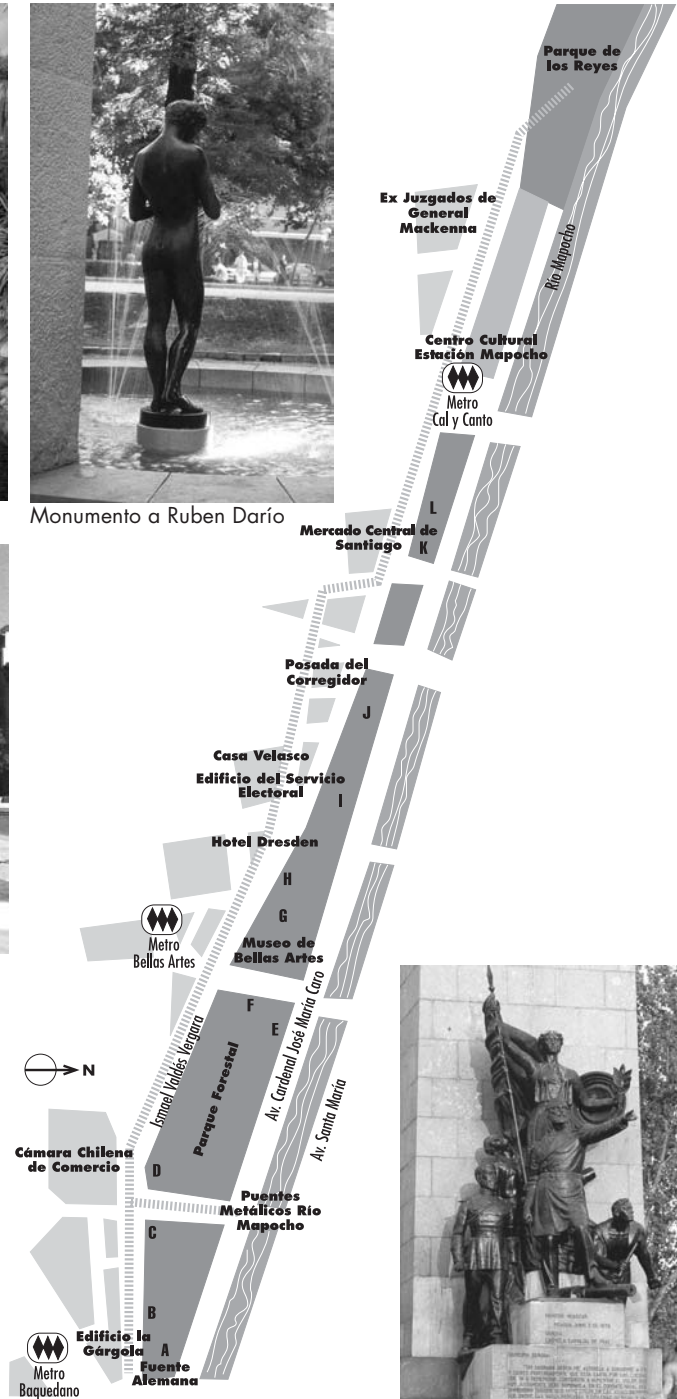 Monumento a Ruben Darío
Parque de
los Reyes
Ex Juzgados de
General
Mackenna
Río Mapocho
Centro Cultural
Estación Mapocho
Metro
Cal y Canto
L
Mercado Central de
Santiago
K
Posada del
Corregidor
J
Casa Velasco
Edificio del Servicio
Electoral
I
Hotel Dresden
H
G
Metro
Bellas Artes
Museo de
Bellas Artes
F
E
Ismael Valdés Vergara
Parque Forestal
Av. Cardenal José María Caro
Av. Santa María
N
Cámara Chilena
de Comercio
D
Puentes
Metálicos Río
Mapocho
C
B
Edificio la
Gárgola
A
Fuente
Alemana
Metro
Baquedano